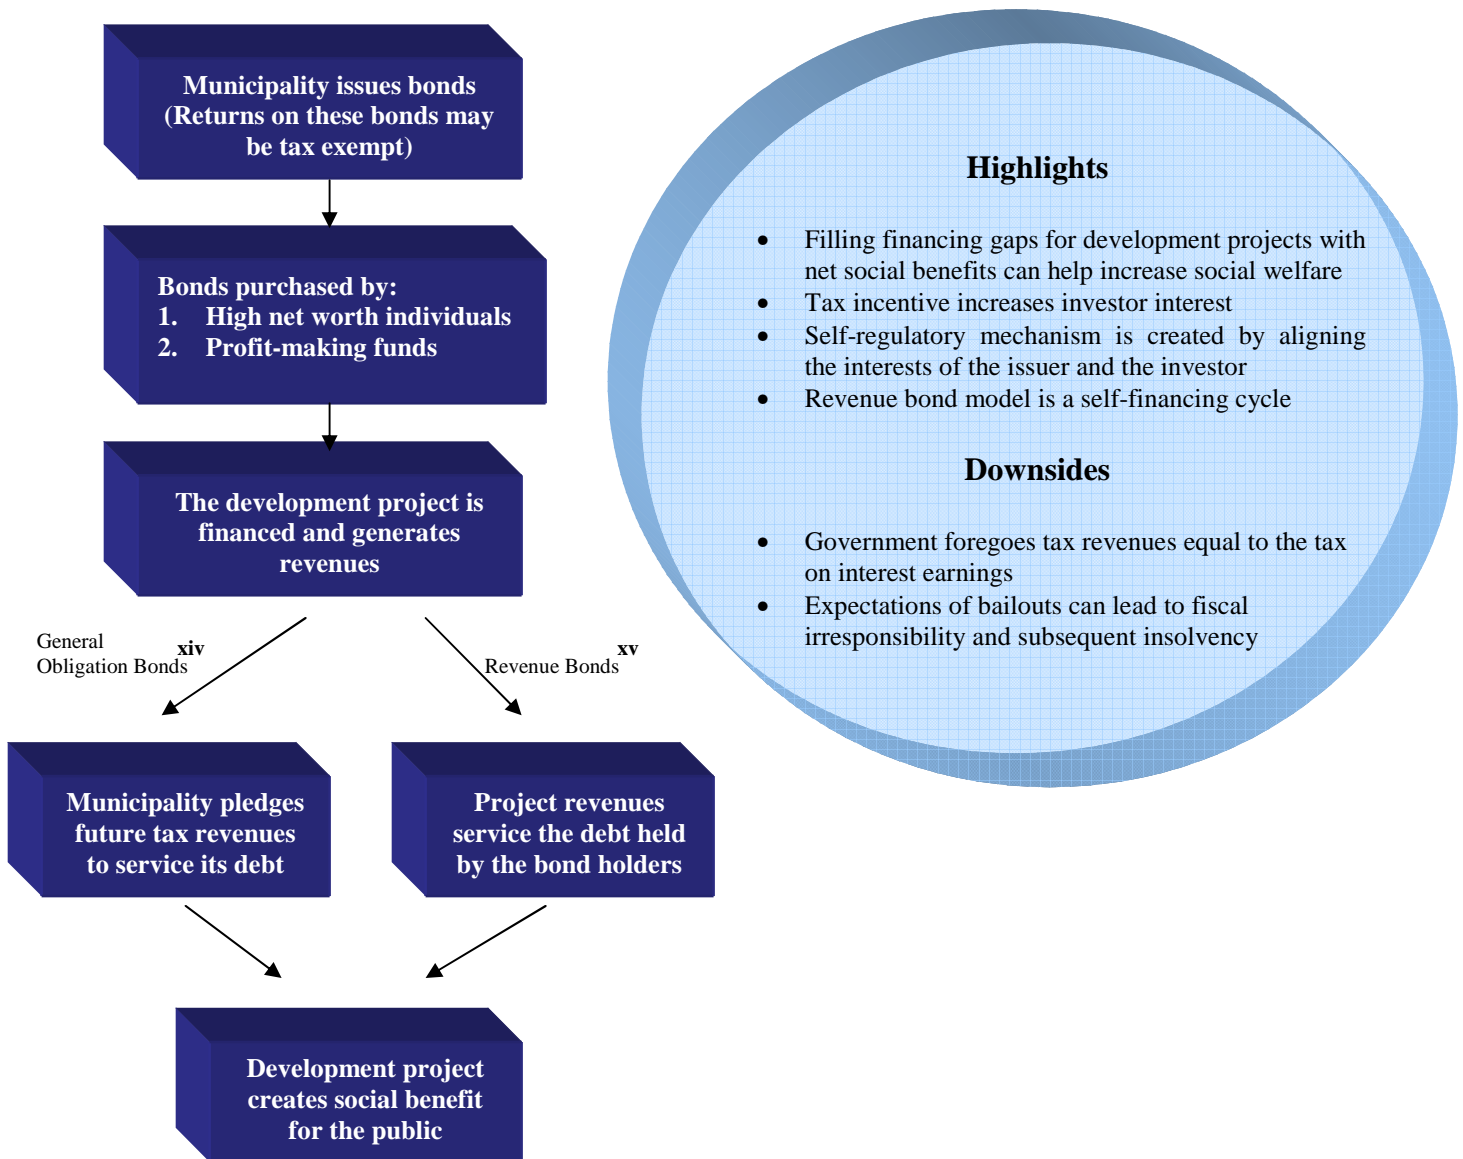 Municipality issues bonds
(Returns on these bonds may
be tax exempt)
Bonds purchased by:
1. High net worth individuals
2. Profit-making funds
The development project is
financed and generates
revenues
General
Obligation Bonds xiv
Revenue Bonds xv
Municipality pledges
future tax revenues
to service its debt
Project revenues
service the debt held
by the bond holders
Development project
creates social benefit
for the public
Highlights
• Filling financing gaps for development projects with
net social benefits can help increase social welfare
• Tax incentive increases investor interest
• Self-regulatory mechanism is created by aligning
the interests of the issuer and the investor
• Revenue bond model is a self-financing cycle
Downsides
• Government foregoes tax revenues equal to the tax
on interest earnings
• Expectations of bailouts can lead to fiscal
irresponsibility and subsequent insolvency